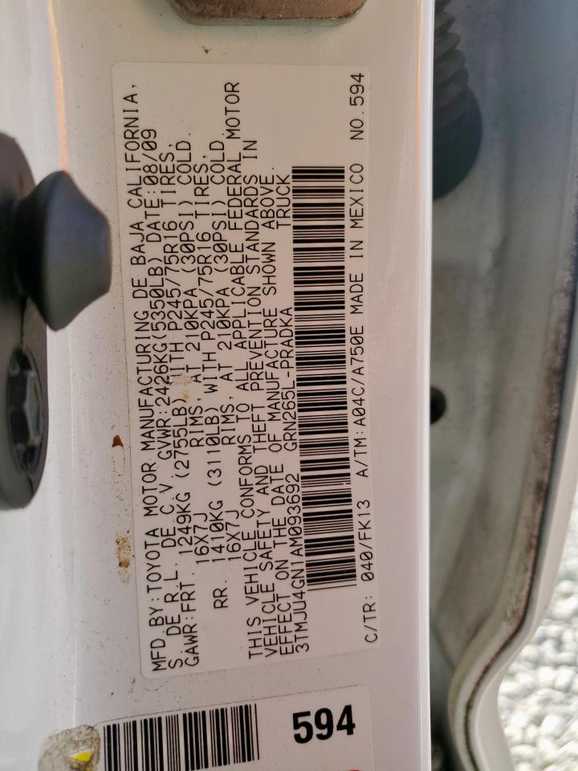 MFD BY:TOYOTA MOTOR MANUFACTURING DE BAJA CALIFORNIA,
S DE R.L. DE C.V. GVWR:2426KG(5350LB) DATE:08/09
GAWR:FRT. 1249KG (2755LB) WITH P245/75R16 TIRES,
16X7J RIMS, AT 210KPA (30PSI) COLD.
RR. 1410KG (3110LB) WITH P245/75R16 TIRES,
16X7J RIMS, AT 210KPA (30PSI) COLD.
THIS VEHICLE CONFORMS TO ALL APPLICABLE FEDERAL MOTOR
VEHICLE SAFETY AND THEFT PREVENTION STANDARDS IN
EFFECT ON THE DATE OF MANUFACTURE SHOWN ABOVE.
3TMJU4GN1AM093692 GRN265L-PRADKA TRUCK
C/TR: 040/FK13 A/TM:A04C/A750E MADE IN MEXICO NO.594
594